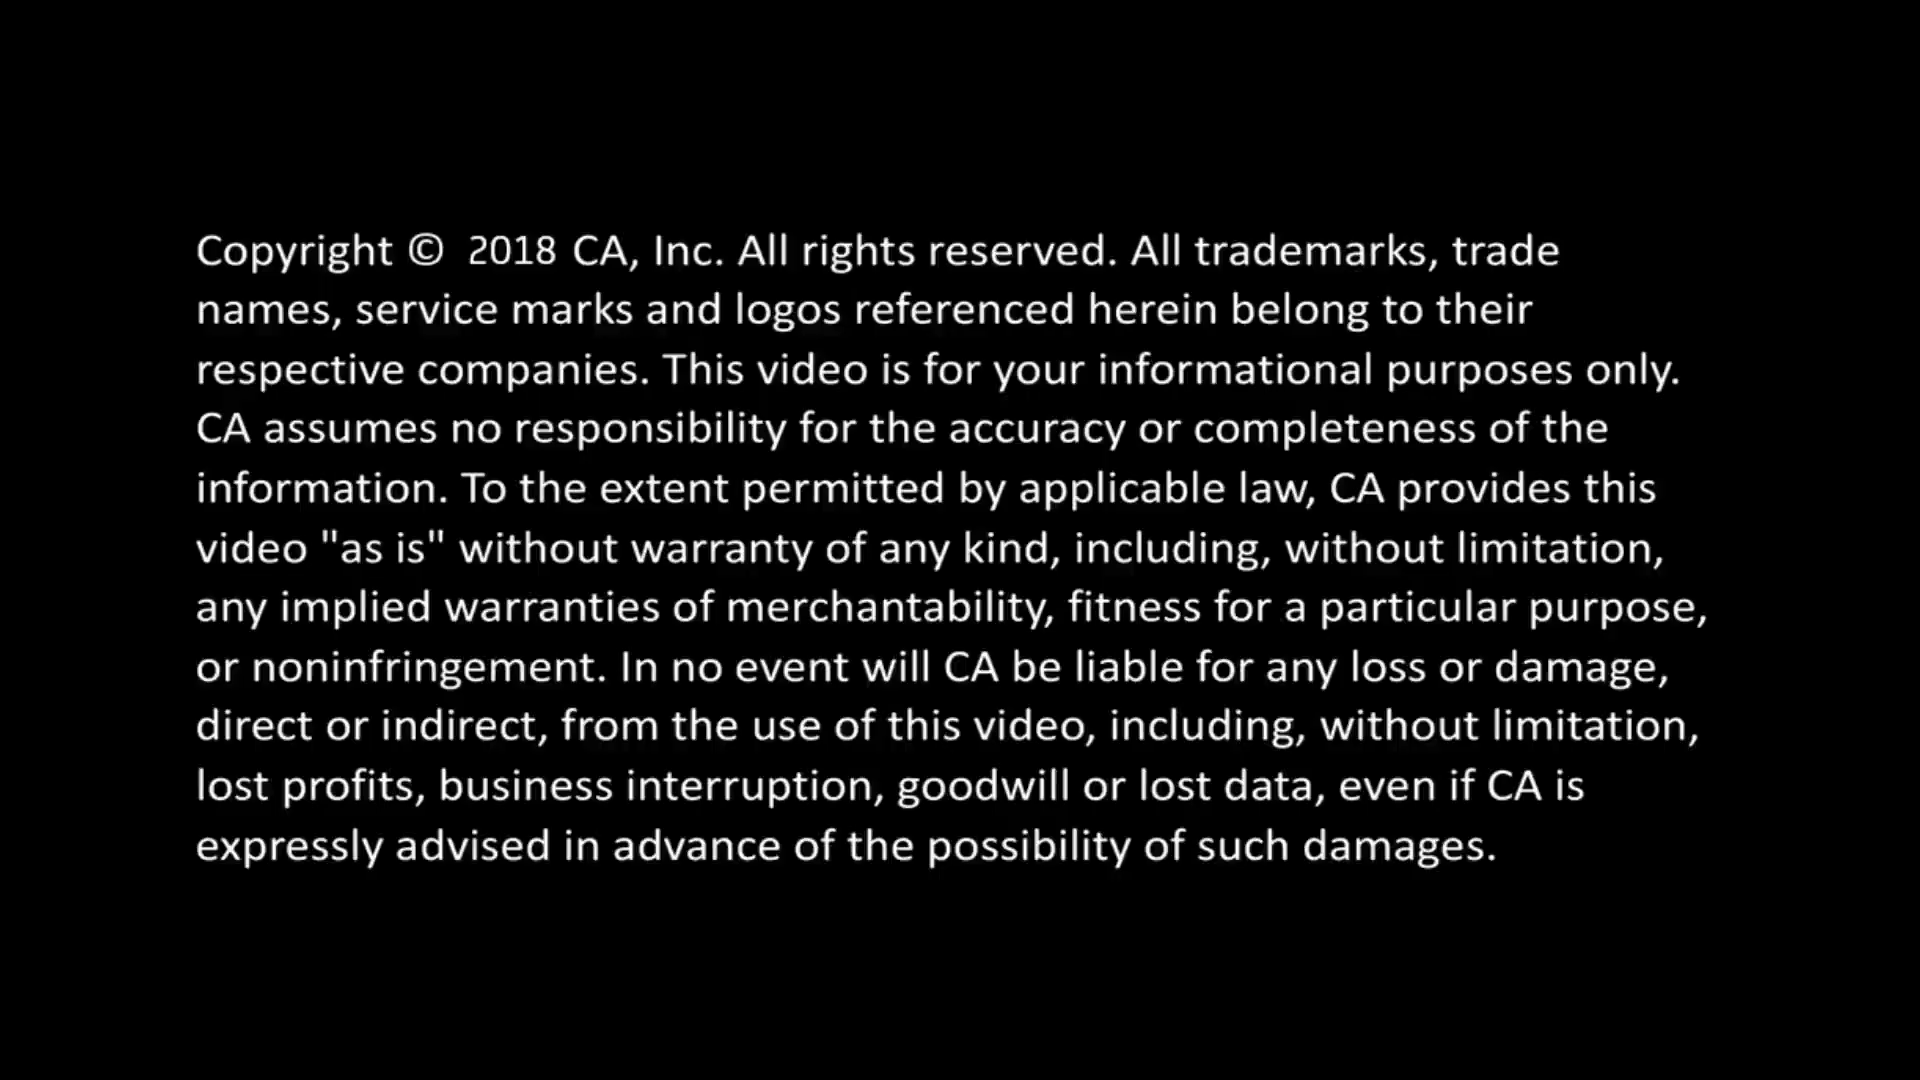 Copyright © 2018 CA, Inc. All rights reserved. All trademarks, trade
names, service marks and logos referenced herein belong to their
respective companies. This video is for your informational purposes only.
CA assumes no responsibility for the accuracy or completeness of the
information. To the extent permitted by applicable law, CA provides this
video "as is" without warranty of any kind, including, without limitation,
any implied warranties of merchantability, fitness for a particular purpose,
or noninfringement. In no event will CA be liable for any loss or damage,
direct or indirect, from the use of this video, including, without limitation,
lost profits, business interruption, goodwill or lost data, even if CA is
expressly advised in advance of the possibility of such damages.